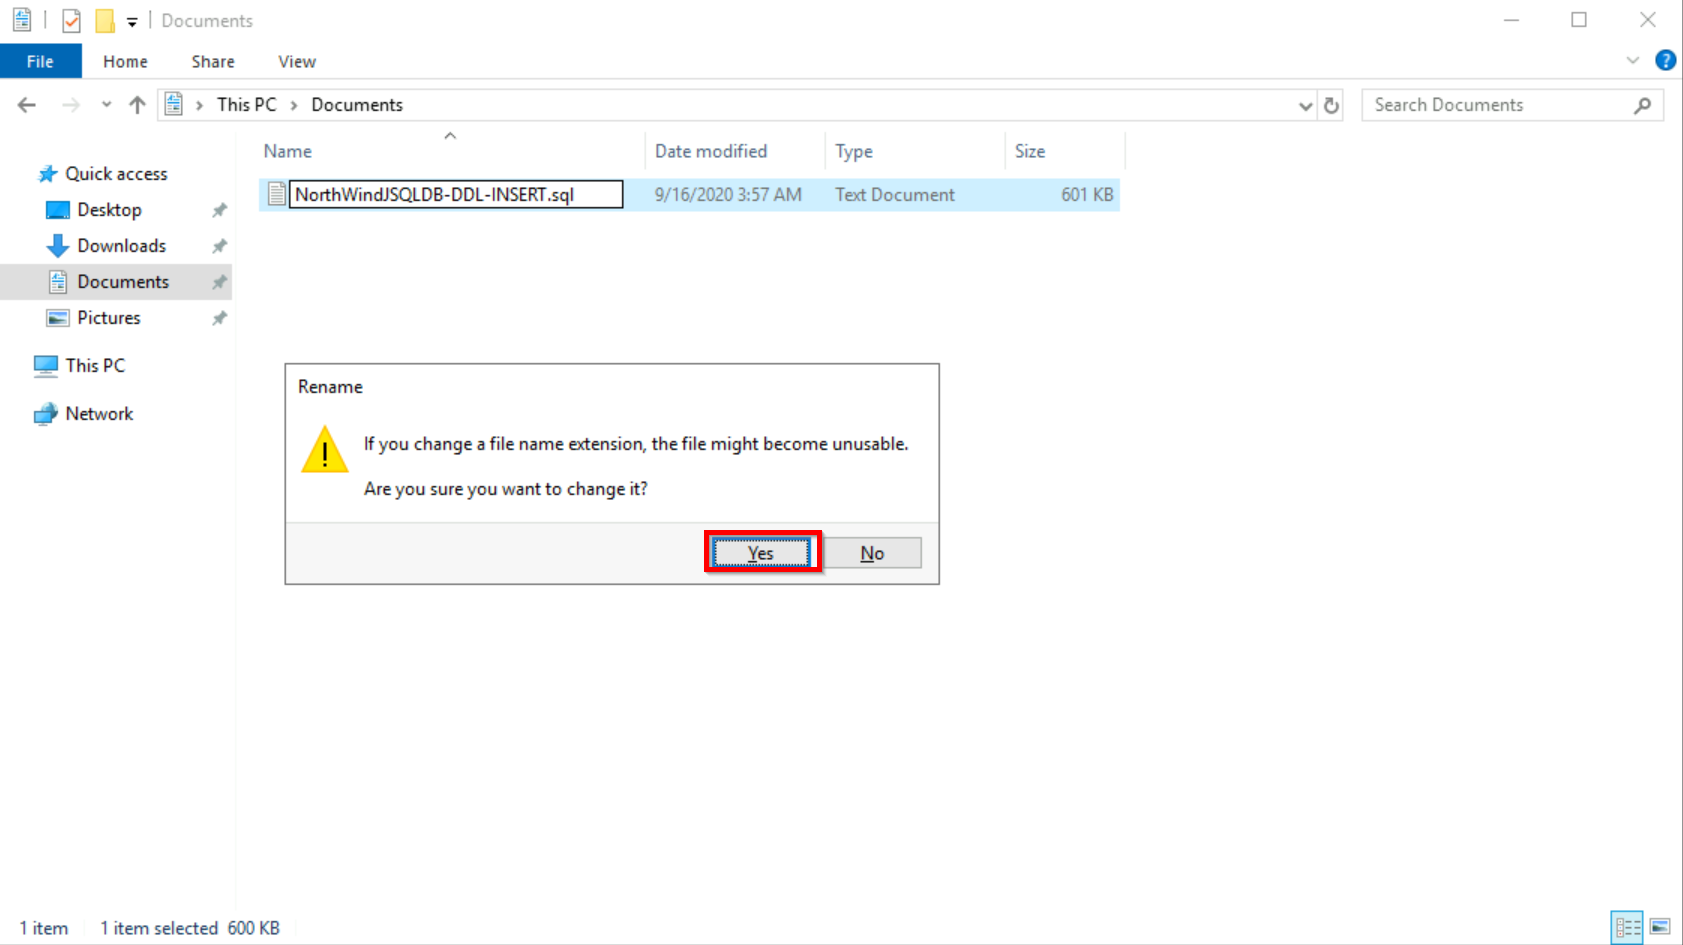 Documents
File Home Share View
This PC Documents Search Documents
Name Date modified Type Size
Quick access
NorthWindJSQLDB-DDL-INSERT.sql 9/16/2020 3:57 AM Text Document 601 KB
Desktop
Downloads
Documents
Pictures
This PC
Rename
Network
If you change a file name extension, the file might become unusable.
Are you sure you want to change it?
Yes No
1 item 1 item selected 600 KB